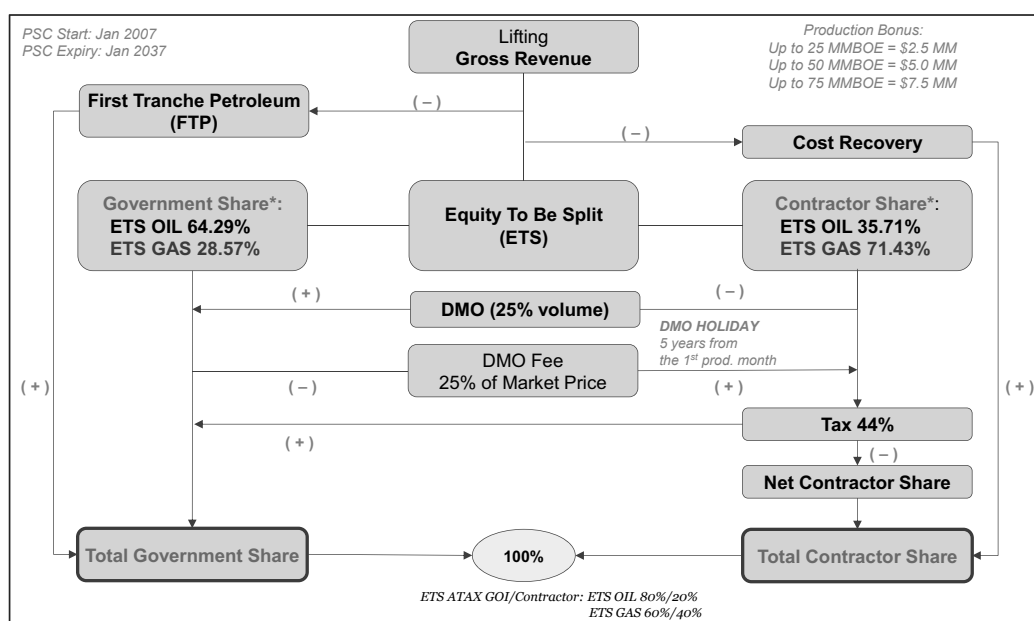 PSC Start: Jan 2007
PSC Expiry: Jan 2037
Lifting
Gross Revenue
Production Bonus:
Up to 25 MMBOE = $2.5 MM
Up to 50 MMBOE = $5.0 MM
Up to 75 MMBOE = $7.5 MM
First Tranche Petroleum
(FTP)
( – )
( – )
Cost Recovery
Government Share*:
ETS OIL 64.29%
ETS GAS 28.57%
Equity To Be Split
(ETS)
Contractor Share*:
ETS OIL 35.71%
ETS GAS 71.43%
( + )
DMO (25% volume)
( – )
DMO HOLIDAY
5 years from
the 1st prod. month
DMO Fee
25% of Market Price
( + )
( – )
( + )
( + )
Tax 44%
( + )
( – )
Net Contractor Share
Total Government Share
100%
Total Contractor Share
ETS ATAX GOI/Contractor: ETS OIL 80%/20%
ETS GAS 60%/40%